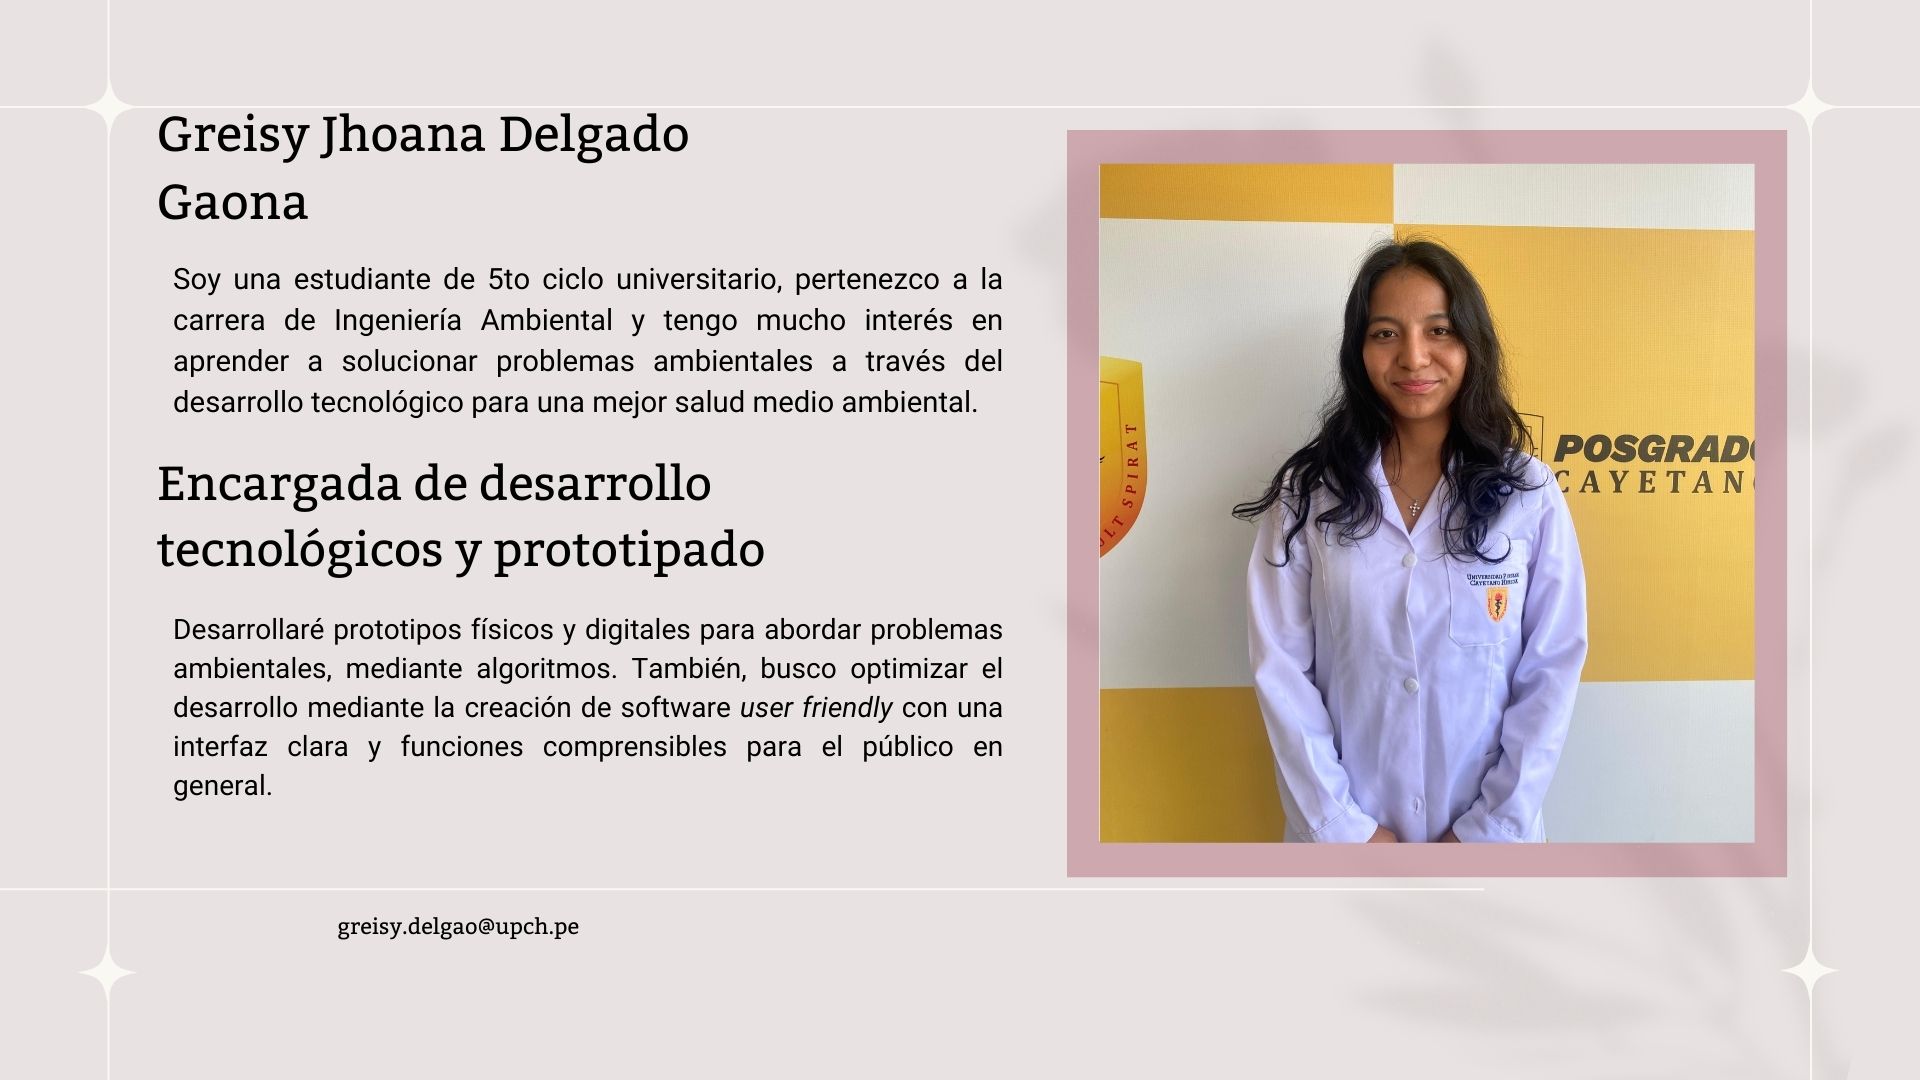 Greisy Jhoana Delgado
Gaona
Soy una estudiante de 5to ciclo universitario, pertenezco a la
carrera de Ingeniería Ambiental y tengo mucho interés en
aprender a solucionar problemas ambientales a través del
desarrollo tecnológico para una mejor salud medio ambiental.
Encargada de desarrollo
tecnológicos y prototipado
Desarrollaré prototipos físicos y digitales para abordar problemas
ambientales, mediante algoritmos. También, busco optimizar el
desarrollo mediante la creación de software user friendly con una
interfaz clara y funciones comprensibles para el público en
general.
greisy.delgao@upch.pe
SPIRAT
POSGRADO
CAYETAN
UNIVERSIDAD
CAYETANO